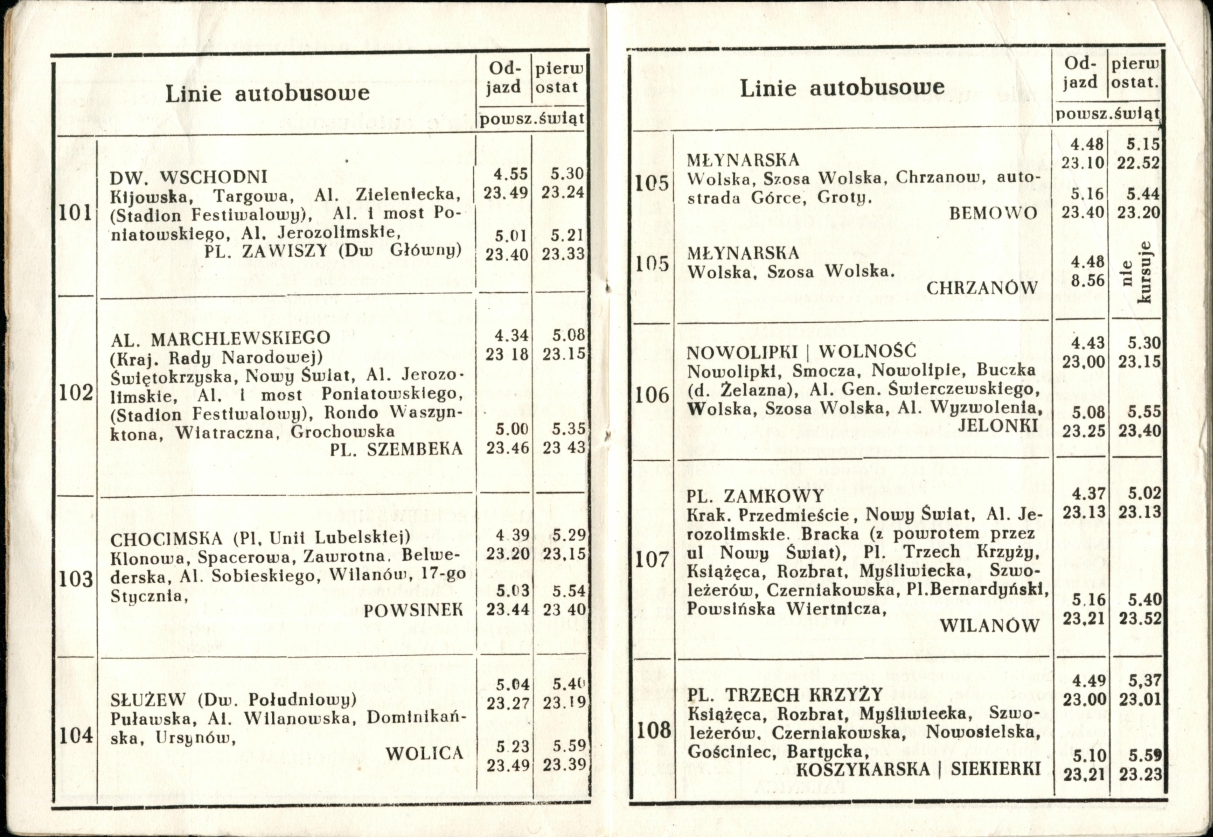 Linie autobusowe
Od- pierw
jazd ostat
powsz. świąt
101
DW. WSCHODNI 4.55 5.30
Kijowska, Targowa, Al. Zieleniecka, 23.49 23.24
(Stadion Festiwalowy), Al. i most Po-
niatowskiego, Al. Jerozolimskie, 5.01 5.21
PL. ZAWISZY (Dw Główny) 23.40 23.33
102
AL. MARCHLEWSKIEGO 4.34 5.08
(Kraj. Rady Narodowej) 23 18 23.15
Świętokrzyska, Nowy Świat, Al. Jerozo-
limskie, Al. i most Poniatowskiego,
(Stadion Festiwalowy), Rondo Waszyn-
ktona, Wiatraczna, Grochowska 5.00 5.35
PL. SZEMBEKA 23.46 23 43
103
CHOCIMSKA (Pl, Unii Lubelskiej) 4 39 5.29
Klonowa, Spacerowa, Zawrotna. Belwe- 23.20 23.15
derska, Al. Sobieskiego, Wilanów, 17-go
Stycznia, 5.03 5.54
POWSINEK 23.44 23 40
104
5.04 5.40
SŁUŻEW (Dw. Południowy) 23.27 23.19
Puławska, Al. Wilanowska, Dominikań-
ska, Ursynów, 5 23 5.59
WOLICA 23.49 23.39
Linie autobusowe
Od- pierw
jazd ostat.
powsz. świąt
105
4.48 5.15
MŁYNARSKA 23.10 22.52
Wolska, Szosa Wolska, Chrzanow, auto-
strada Górce, Groty. 5.16 5.44
BEMOWO 23.40 23.20
105
MŁYNARSKA 4.48 nie
Wolska, Szosa Wolska. 8.56 kursuje
CHRZANÓW
106
4.43 5.30
NOWOLIPKI | WOLNOŚĆ 23,00 23.15
Nowolipki, Smocza, Nowolipie, Buczka
(d. Żelazna), Al. Gen. Świerczewskiego,
Wolska, Szosa Wolska, Al. Wyzwolenia, 5.08 5.55
JELONKI 23.25 23.40
107
PL. ZAMKOWY 4.37 5.02
Krak. Przedmieście, Nowy Świat, Al. Je- 23.13 23.13
rozolimskie. Bracka (z powrotem przez
ul Nowy Świat), Pl. Trzech Krzyży,
Książęca, Rozbrat, Myśliwiecka, Szwo-
leżerów, Czerniakowska, Pl.Bernardyński,
Powsińska Wiertnicza, 5 16 5.40
WILANÓW 23,21 23.52
108
4.49 5,37
PL. TRZECH KRZYŻY 23.00 23.01
Książęca, Rozbrat, Myśliwiecka, Szwo-
leżerów. Czerniakowska, Nowosielska,
Gościniec, Bartycka, 5.10 5.59
KOSZYKARSKA | SIEKIERKI 23,21 23.23